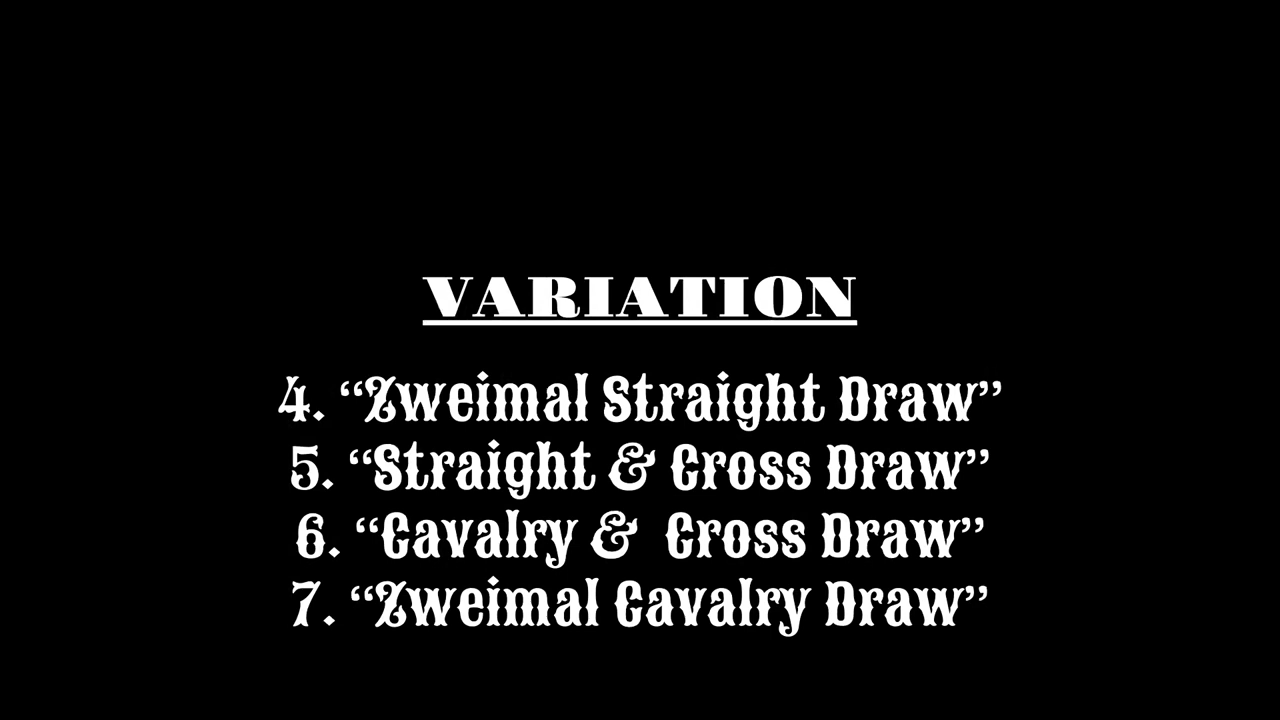 VARIATION
4. “Zweimal Straight Draw”
5. “Straight & Cross Draw”
6. “Cavalry & Cross Draw”
7. “Zweimal Cavalry Draw”